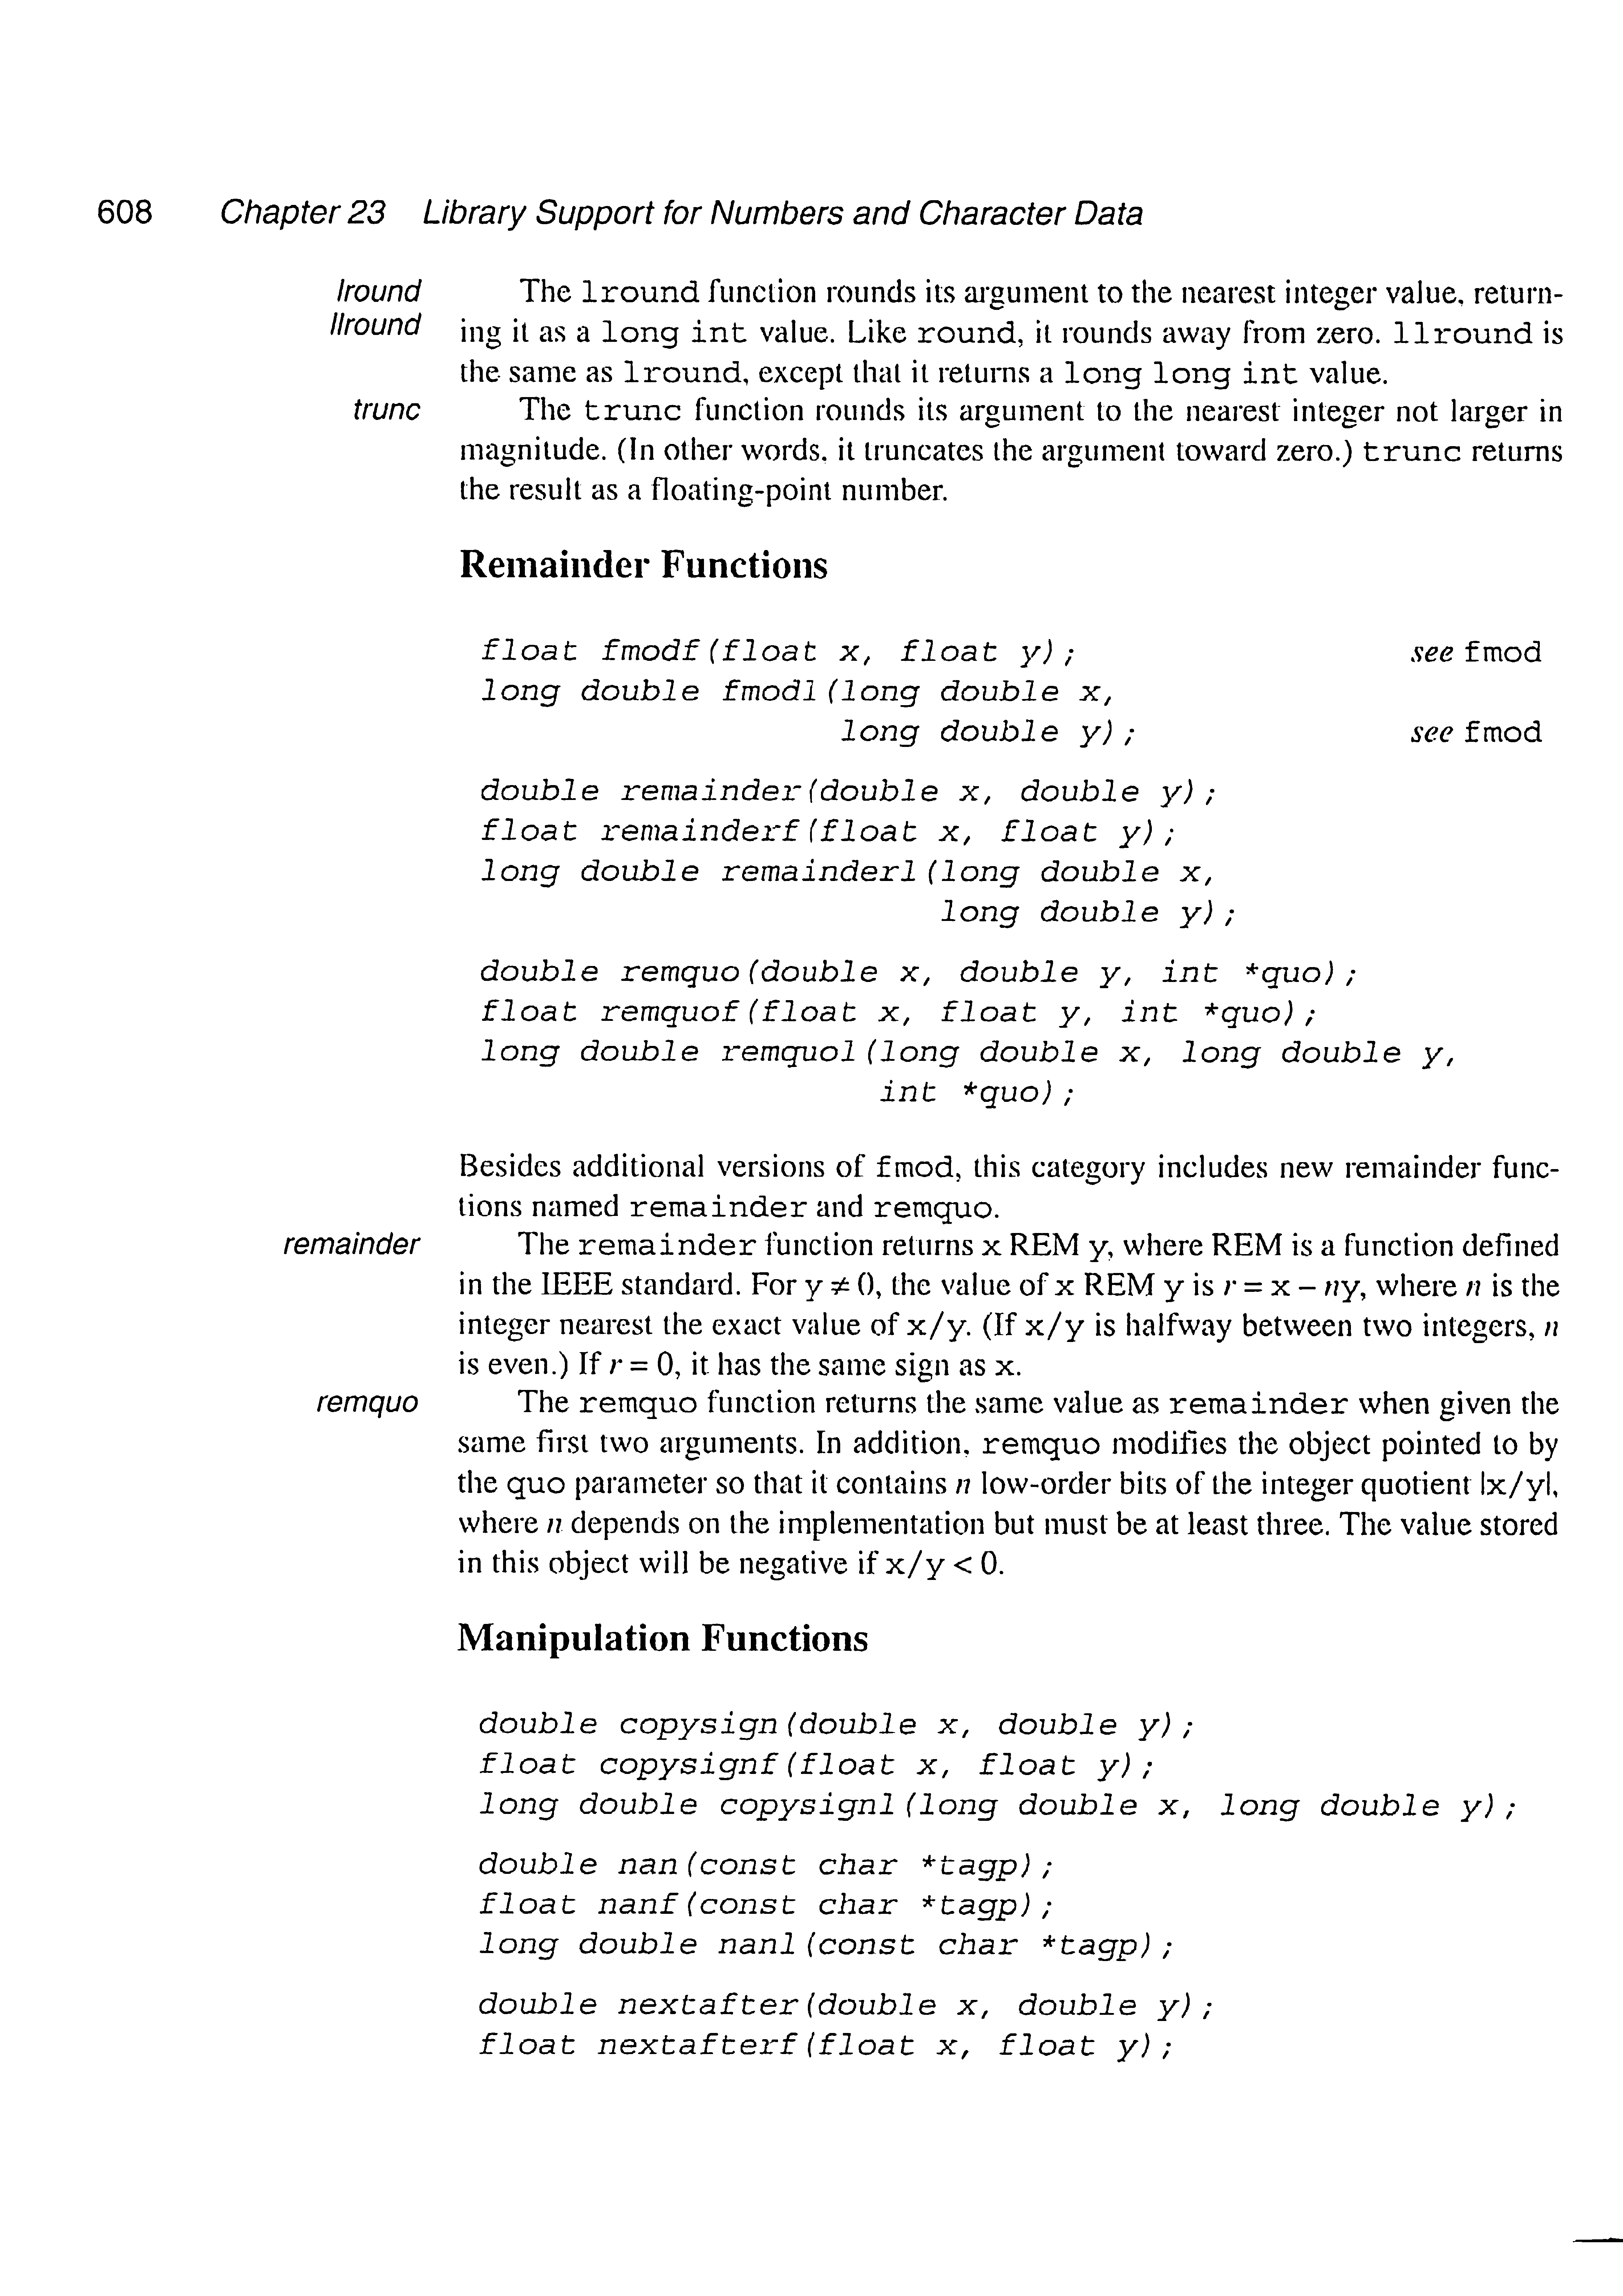 608 Chapter 23 Library Support for Numbers and Character Data
lround The lround function rounds its argument to the nearest integer value, return-
llround ing it as a long int value. Like round, it rounds away from zero. llround is
the same as lround, except that it returns a long long int value.
trunc The trunc function rounds its argument to the nearest integer not larger in
magnitude. (In other words, it truncates the argument toward zero.) trunc returns
the result as a floating-point number.
Remainder Functions
float fmodf(float x, float y); see fmod
long double fmodl(long double x,
long double y); see fmod
double remainder(double x, double y);
float remainderf(float x, float y);
long double remainderl(long double x,
long double y);
double remquo(double x, double y, int *quo);
float remquof(float x, float y, int *quo);
long double remquol(long double x, long double y,
int *quo);
Besides additional versions of fmod, this category includes new remainder func-
tions named remainder and remquo.
remainder The remainder function returns x REM y, where REM is a function defined
in the IEEE standard. For y ≠ 0, the value of x REM y is r = x – ny, where n is the
integer nearest the exact value of x/y. (If x/y is halfway between two integers, n
is even.) If r = 0, it has the same sign as x.
remquo The remquo function returns the same value as remainder when given the
same first two arguments. In addition, remquo modifies the object pointed to by
the quo parameter so that it contains n low-order bits of the integer quotient |x/y|,
where n depends on the implementation but must be at least three. The value stored
in this object will be negative if x/y < 0.
Manipulation Functions
double copysign(double x, double y);
float copysignf(float x, float y);
long double copysignl(long double x, long double y);
double nan(const char *tagp);
float nanf(const char *tagp);
long double nanl(const char *tagp);
double nextafter(double x, double y);
float nextafterf(float x, float y);